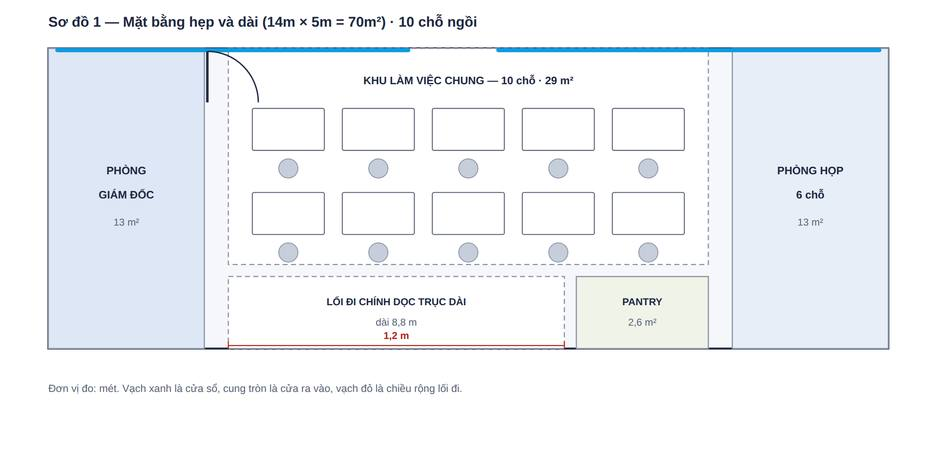 Sơ đồ 1 — Mặt bằng hẹp và dài (14m × 5m = 70m²) · 10 chỗ ngồi
KHU LÀM VIỆC CHUNG — 10 chỗ · 29 m²
PHÒNG
GIÁM ĐỐC
13 m²
PHÒNG HỌP
6 chỗ
13 m²
LỐI ĐI CHÍNH DỌC TRỤC DÀI
dài 8,8 m
1,2 m
PANTRY
2,6 m²
Đơn vị đo: mét. Vạch xanh là cửa sổ, cung tròn là cửa ra vào, vạch đỏ là chiều rộng lối đi.